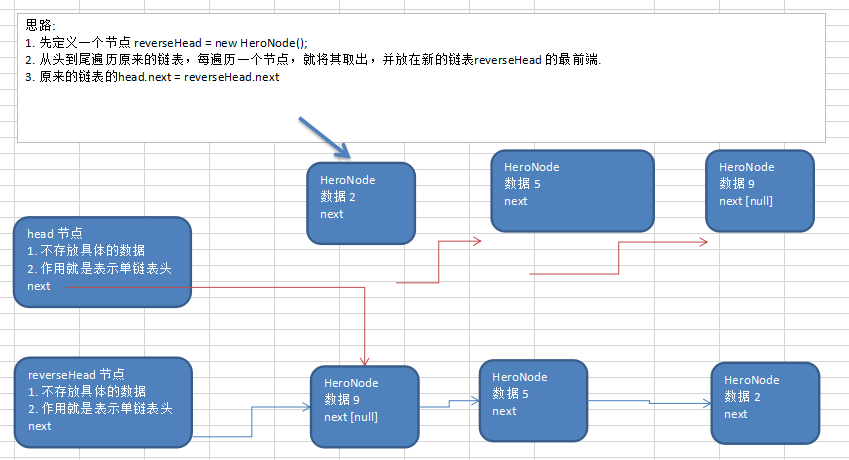 思路:
1. 先定义一个节点 reverseHead = new HeroNode();
2. 从头到尾遍历原来的链表，每遍历一个节点，就将其取出，并放在新的链表reverseHead 的最前端.
3. 原来的链表的head.next = reverseHead.next
HeroNode
数据 2
next
HeroNode
数据 5
next
HeroNode
数据 9
next [null]
head 节点
1. 不存放具体的数据
2. 作用就是表示单链表头
next
reverseHead 节点
1. 不存放具体的数据
2. 作用就是表示单链表头
next
HeroNode
数据 9
next [null]
HeroNode
数据 5
next
HeroNode
数据 2
next